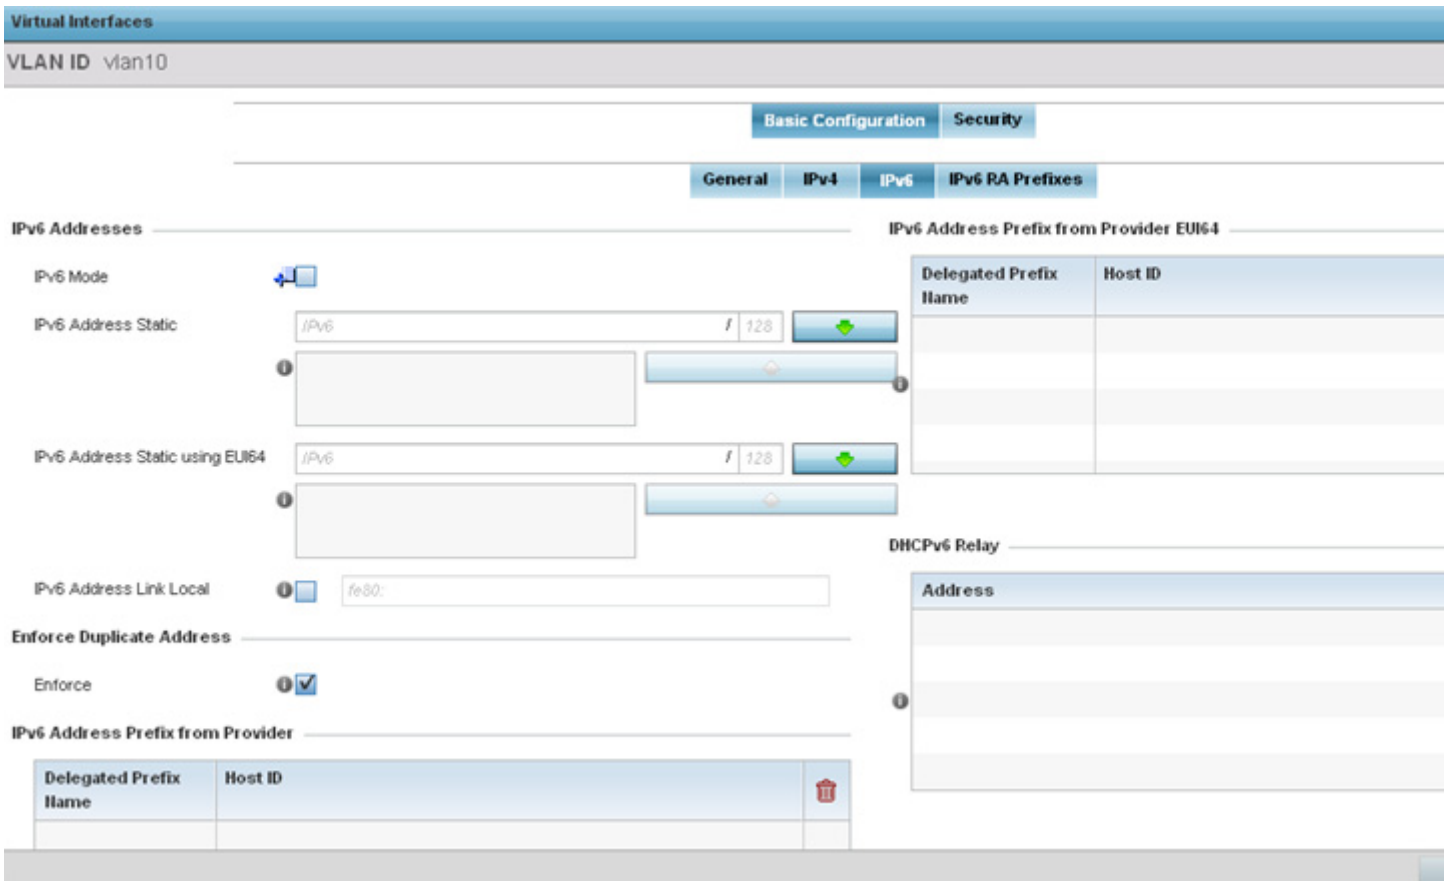 Virtual Interfaces
VLAN ID vlan10
Basic Configuration Security
General IPv4 IPv6 IPv6 RA Prefixes
IPv6 Addresses
IPv6 Mode
IPv6 Address Static IPv6 / 128
IPv6 Address Static using EUI64 IPv6 / 128
IPv6 Address Link Local fe80::
Enforce Duplicate Address
Enforce
IPv6 Address Prefix from Provider
Delegated Prefix Name Host ID
IPv6 Address Prefix from Provider EUI64
Delegated Prefix Name Host ID
DHCPv6 Relay
Address